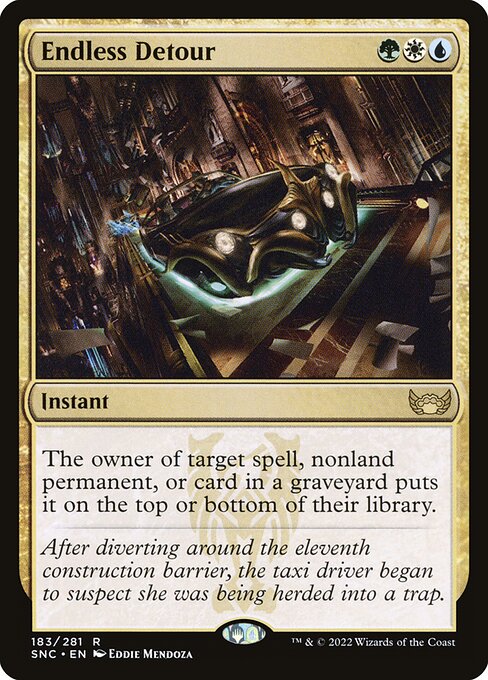 Endless Detour
Instant
The owner of target spell, nonland
permanent, or card in a graveyard puts
it on the top or bottom of their library.
After diverting around the eleventh
construction barrier, the taxi driver began
to suspect she was being herded into a trap.
183/281 R
SNC • EN Eddie Mendoza
™ & © 2022 Wizards of the Coast